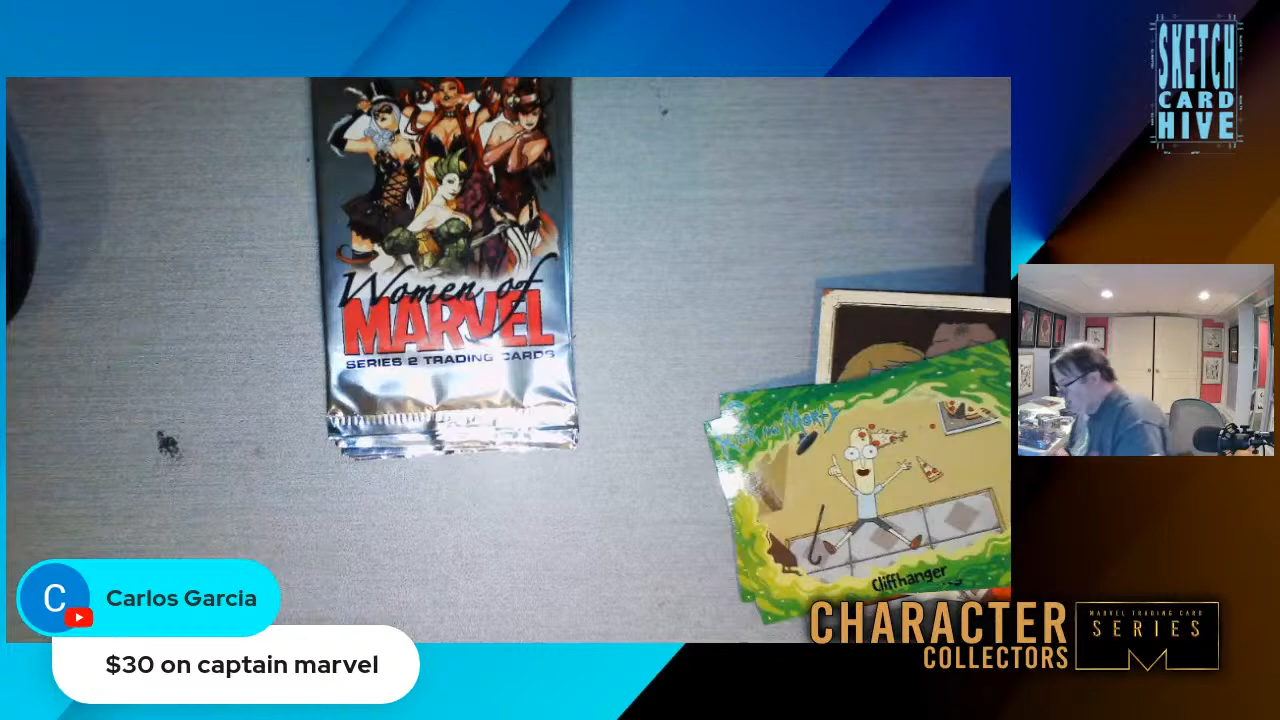 SKETCH
CARD
HIVE
Women of
MARVEL
SERIES 2 TRADING CARDS
RICK AND MORTY
Cliffhanger
C
Carlos Garcia
$30 on captain marvel
CHARACTER
COLLECTORS
MARVEL TRADING CARD
SERIES